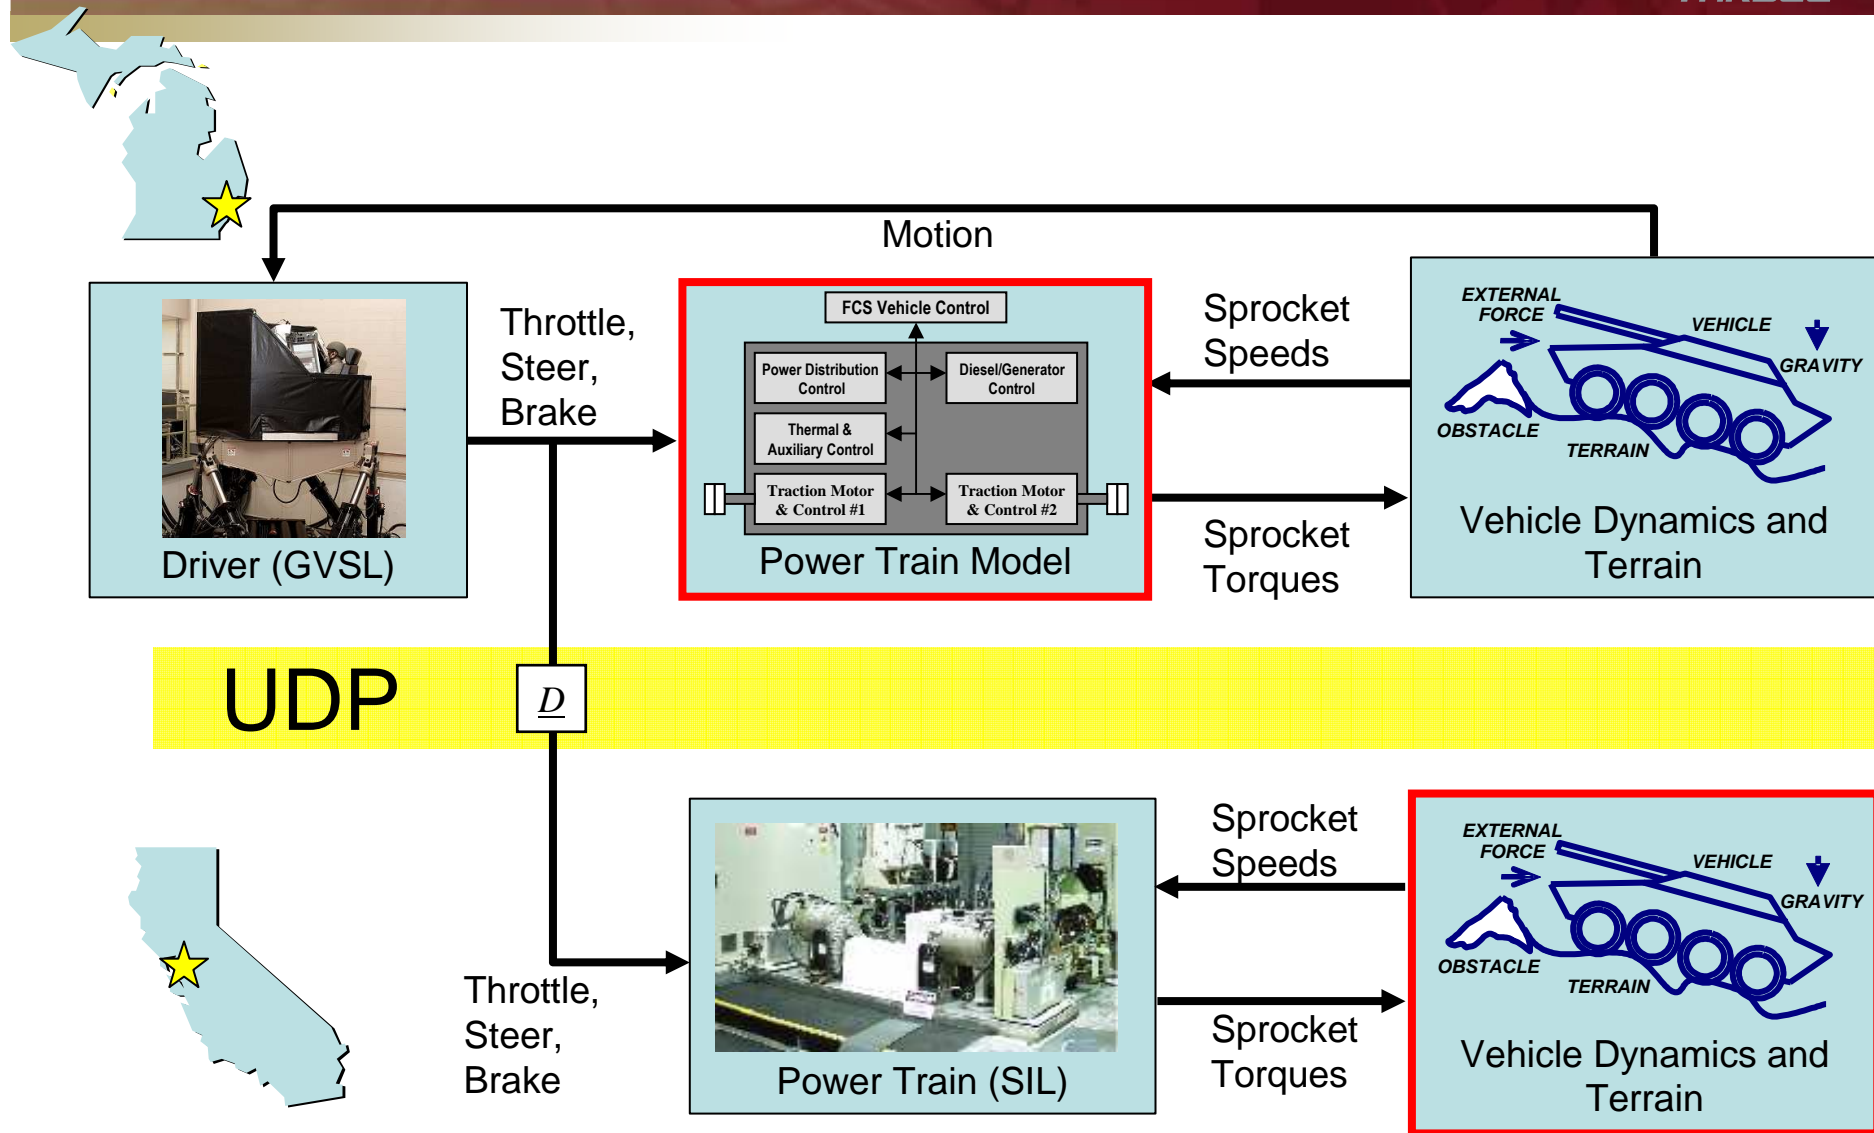 Motion
Driver (GVSL)
Throttle,
Steer,
Brake
FCS Vehicle Control
Power Distribution
Control
Diesel/Generator
Control
Thermal &
Auxiliary Control
Traction Motor
& Control #1
Traction Motor
& Control #2
Power Train Model
Sprocket
Speeds
Sprocket
Torques
EXTERNAL
FORCE
VEHICLE
GRAVITY
OBSTACLE
TERRAIN
Vehicle Dynamics and
Terrain
UDP
D
Throttle,
Steer,
Brake
Power Train (SIL)
Sprocket
Speeds
Sprocket
Torques
EXTERNAL
FORCE
VEHICLE
GRAVITY
OBSTACLE
TERRAIN
Vehicle Dynamics and
Terrain